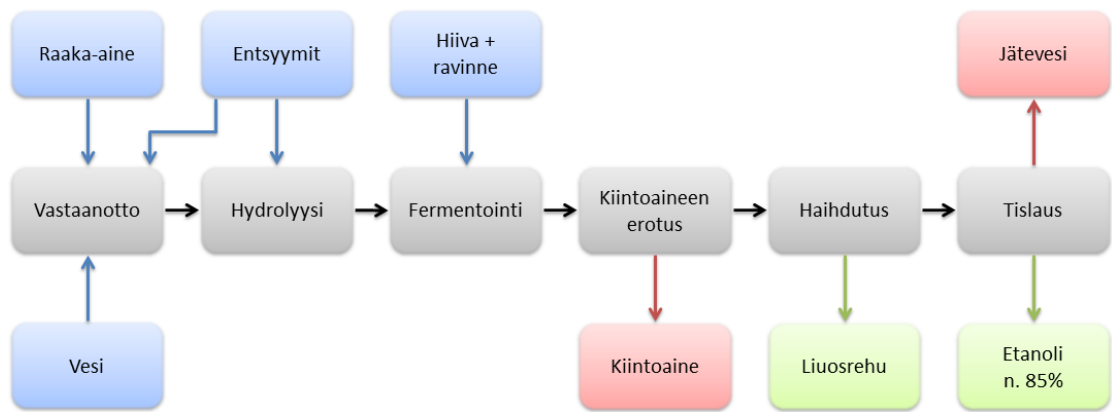 Raaka-aine
Entsyymit
Hiiva +
ravinne
Jätevesi
Vastaanotto
Hydrolyysi
Fermentointi
Kiintoaineen
erotus
Haihdutus
Tislaus
Vesi
Kiintoaine
Liuosrehu
Etanoli
n. 85%